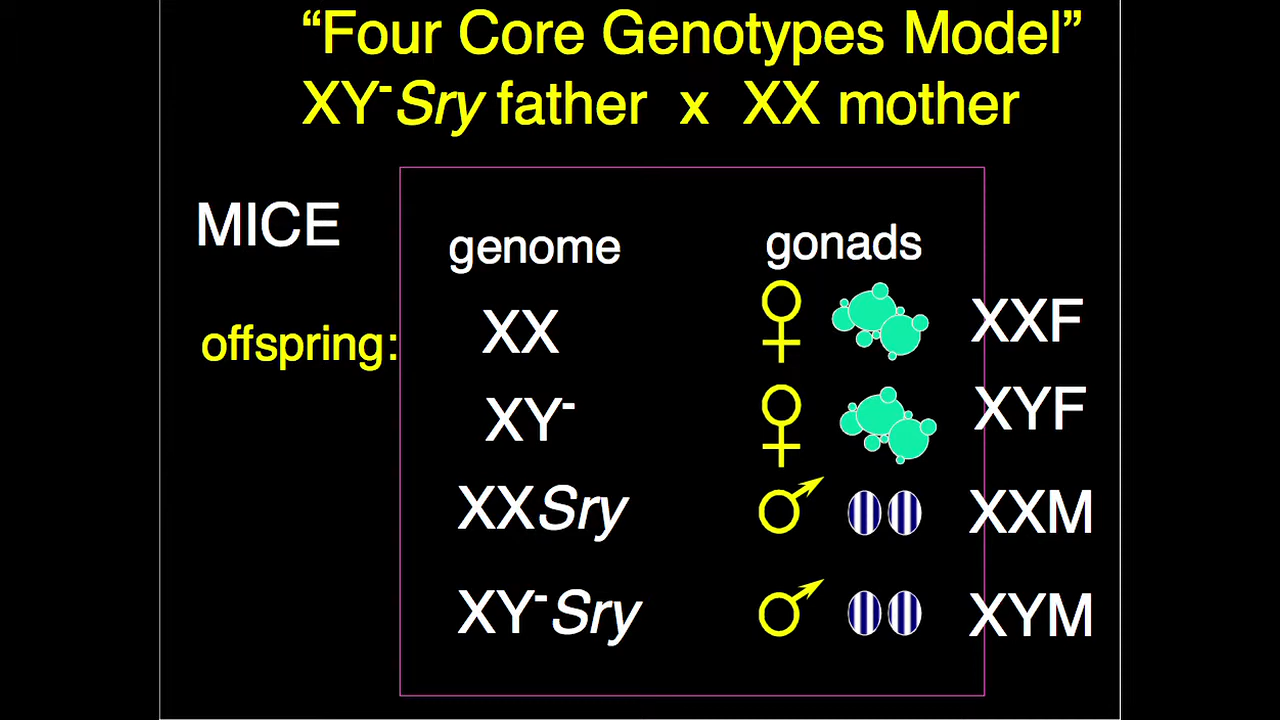 “Four Core Genotypes Model”
XY⁻Sry father x XX mother
MICE
genome gonads
offspring:
XX ♀ XXF
XY⁻ ♀ XYF
XXSry ♂ XXM
XY⁻Sry ♂ XYM